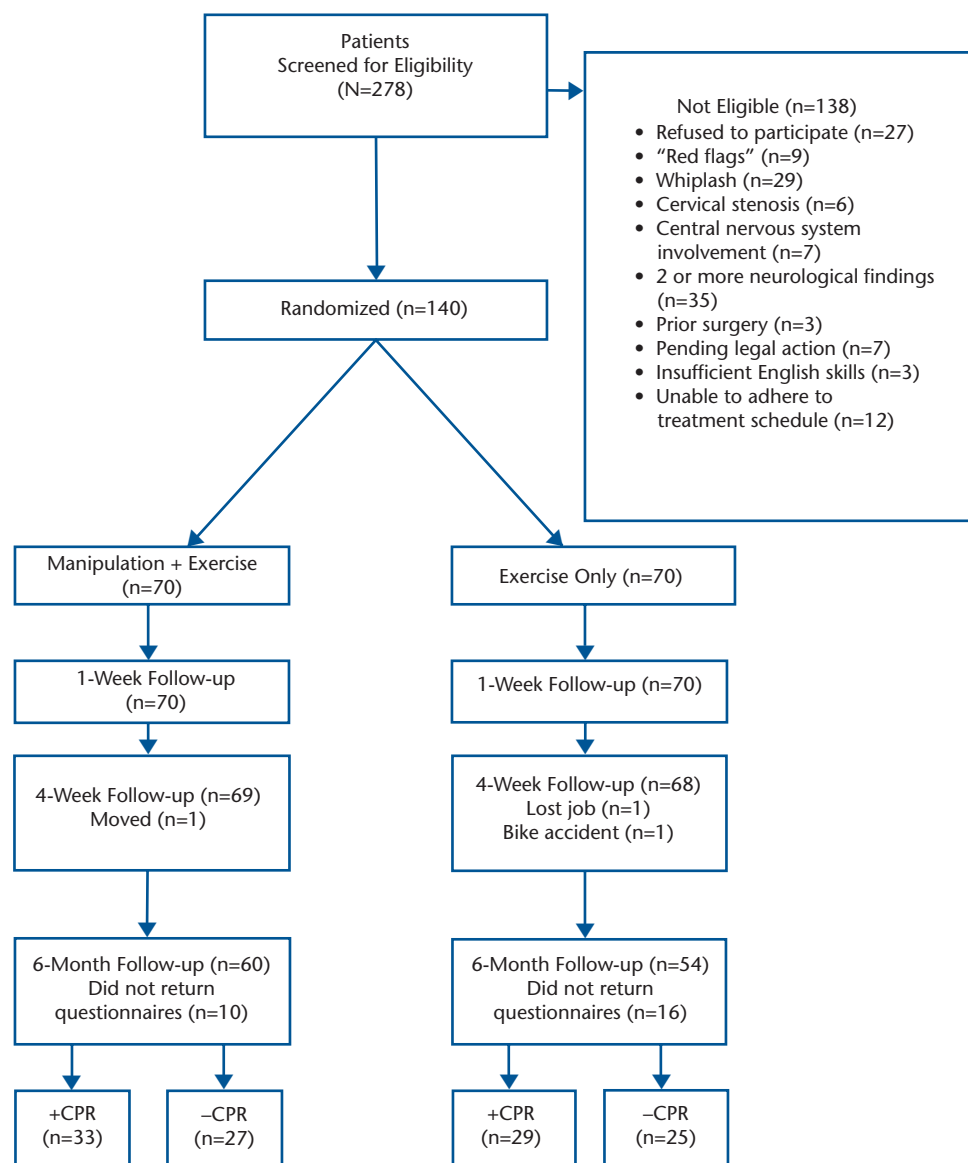 Patients
Screened for Eligibility
(N=278)
Not Eligible (n=138)
• Refused to participate (n=27)
• “Red flags” (n=9)
• Whiplash (n=29)
• Cervical stenosis (n=6)
• Central nervous system
involvement (n=7)
• 2 or more neurological findings
(n=35)
• Prior surgery (n=3)
• Pending legal action (n=7)
• Insufficient English skills (n=3)
• Unable to adhere to
treatment schedule (n=12)
Randomized (n=140)
Manipulation + Exercise
(n=70)
Exercise Only (n=70)
1-Week Follow-up
(n=70)
1-Week Follow-up (n=70)
4-Week Follow-up (n=69)
Moved (n=1)
4-Week Follow-up (n=68)
Lost job (n=1)
Bike accident (n=1)
6-Month Follow-up (n=60)
Did not return
questionnaires (n=10)
6-Month Follow-up (n=54)
Did not return
questionnaires (n=16)
+CPR
(n=33)
–CPR
(n=27)
+CPR
(n=29)
–CPR
(n=25)